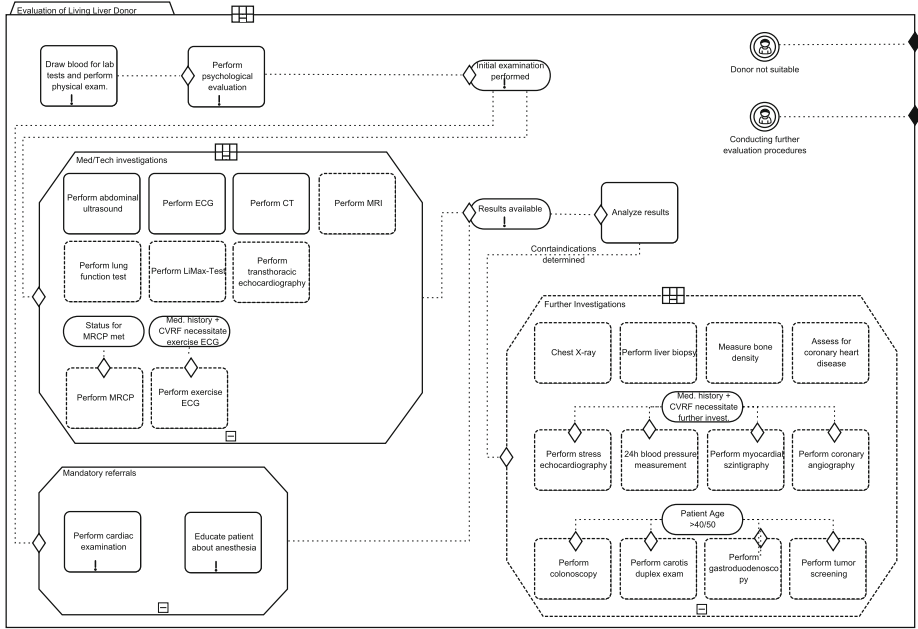 Evaluation of Living Liver Donor
Draw blood for lab
tests and perform
physical exam.
!
Perform
psychological
evaluation
!
Initial examination
performed
!
Donor not suitable
Conducting further
evaluation procedures
Med/Tech investigations
Perform abdominal
ultrasound
Perform ECG
Perform CT
Perform MRI
Perform lung
function test
Perform LiMax-Test
Perform
transthoracic
echocardiography
Status for
MRCP met
Med. history +
CVRF necessitate
exercise ECG
Perform MRCP
Perform exercise
ECG
Results available
!
Analyze results
Conrtaindications
determined
Further Investigations
Chest X-ray
Perform liver biopsy
Measure bone
density
Assess for
coronary heart
disease
Med. history +
CVRF necessitate
further invest.
Perform stress
echocardiography
24h blood pressure
measurement
Perform myocardial
szintigraphy
Perform coronary
angiography
Patient Age
>40/50
Perform
colonoscopy
Perform carotis
duplex exam
Perform
gastroduodenosco
py
Perform tumor
screening
Mandatory referrals
Perform cardiac
examination
!
Educate patient
about anesthesia
!